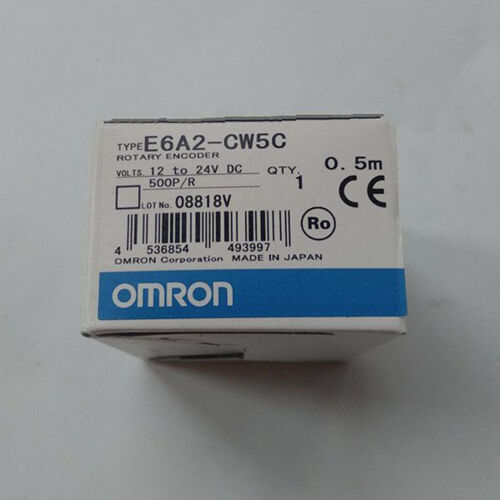 TYPE E6A2-CW5C
ROTARY ENCODER
VOLTS. 12 to 24V DC QTY. 0.5m
500P/R 1 CE
LOT No. 08818V
Ro
4 536854 493997
OMRON Corporation MADE IN JAPAN
OMRON